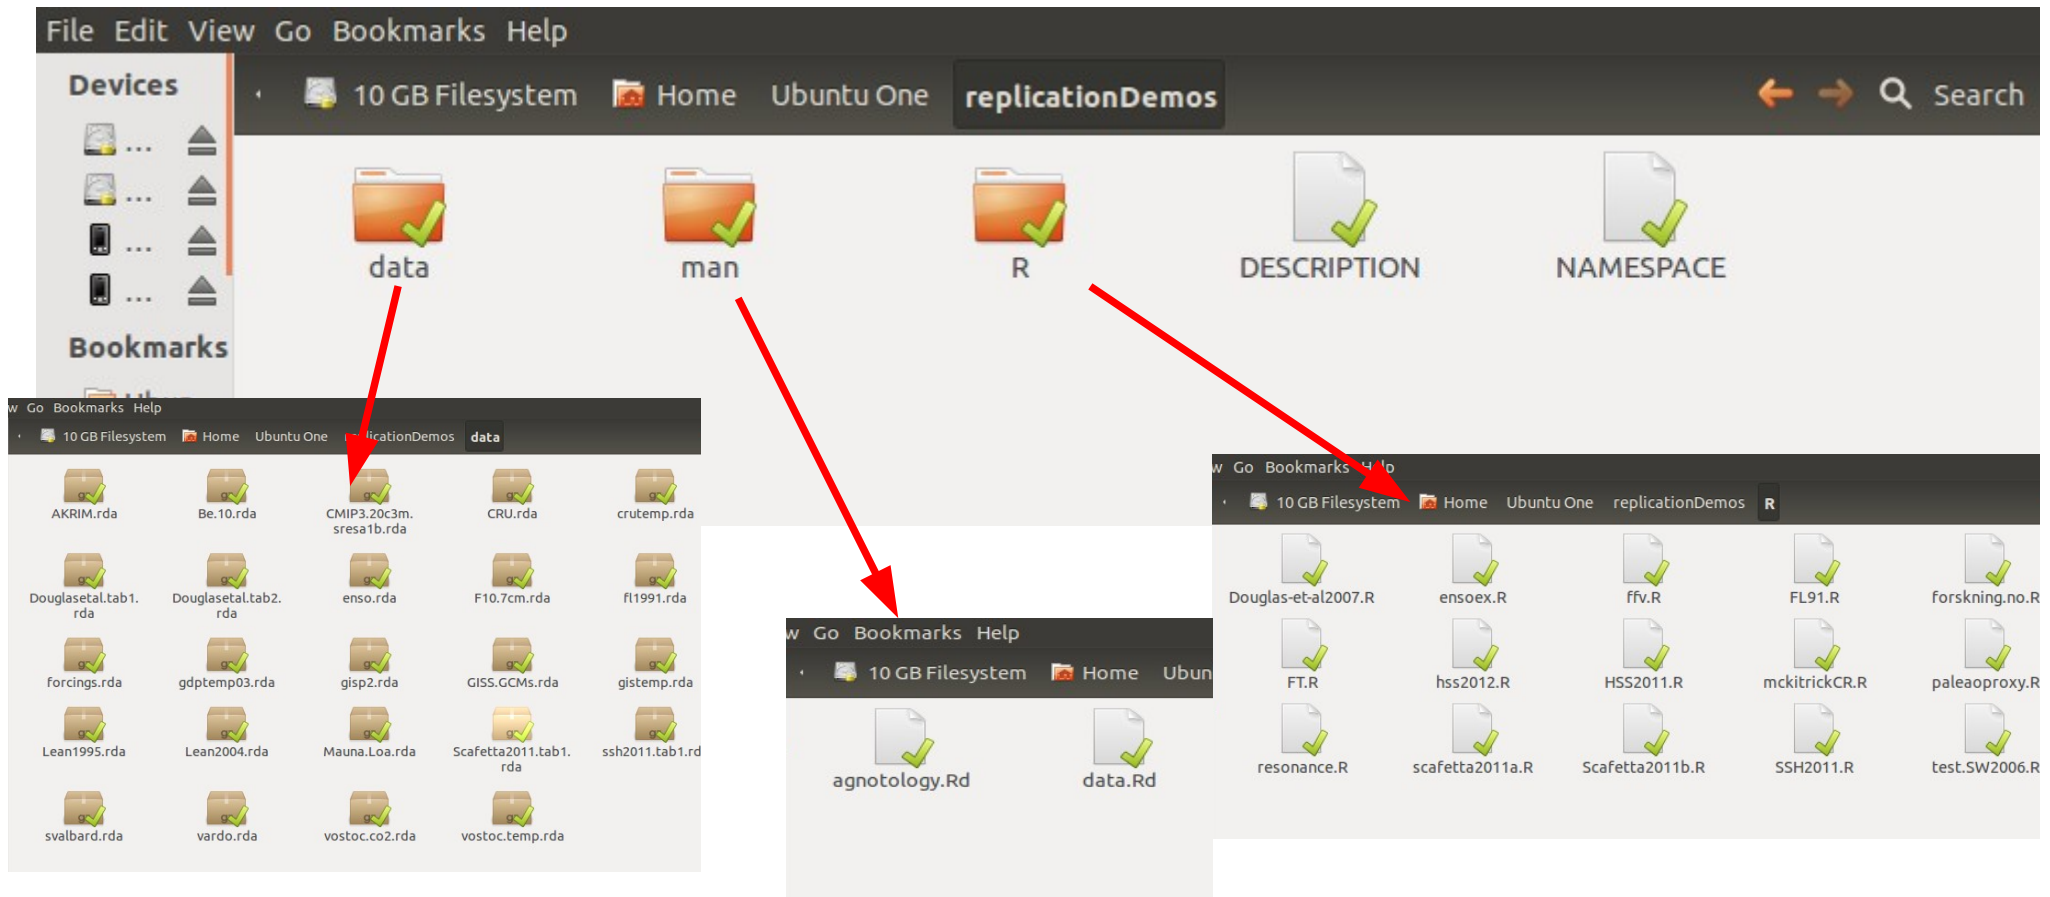 File Edit View Go Bookmarks Help
Devices
10 GB Filesystem Home Ubuntu One replicationDemos Search
...
...
...
...
Bookmarks
data man R DESCRIPTION NAMESPACE
w Go Bookmarks Help
10 GB Filesystem Home Ubuntu One replicationDemos data
AKRIM.rda Be.10.rda CMIP3.20c3m. CRU.rda crutemp.rda
sresa1b.rda
Douglasetal.tab1. Douglasetal.tab2. enso.rda F10.7cm.rda fl1991.rda
rda rda
forcings.rda gdptemp03.rda gisp2.rda GISS.GCMs.rda gistemp.rda
Lean1995.rda Lean2004.rda Mauna.Loa.rda Scafetta2011.tab1. ssh2011.tab1.rd
rda
svalbard.rda vardo.rda vostoc.co2.rda vostoc.temp.rda
w Go Bookmarks Help
10 GB Filesystem Home Ubun
agnotology.Rd data.Rd
w Go Bookmarks Help
10 GB Filesystem Home Ubuntu One replicationDemos R
Douglas-et-al2007.R ensoex.R ffv.R FL91.R forskning.no.R
FT.R hss2012.R HSS2011.R mckitrickCR.R paleaoproxy.R
resonance.R scafetta2011a.R Scafetta2011b.R SSH2011.R test.SW2006.R